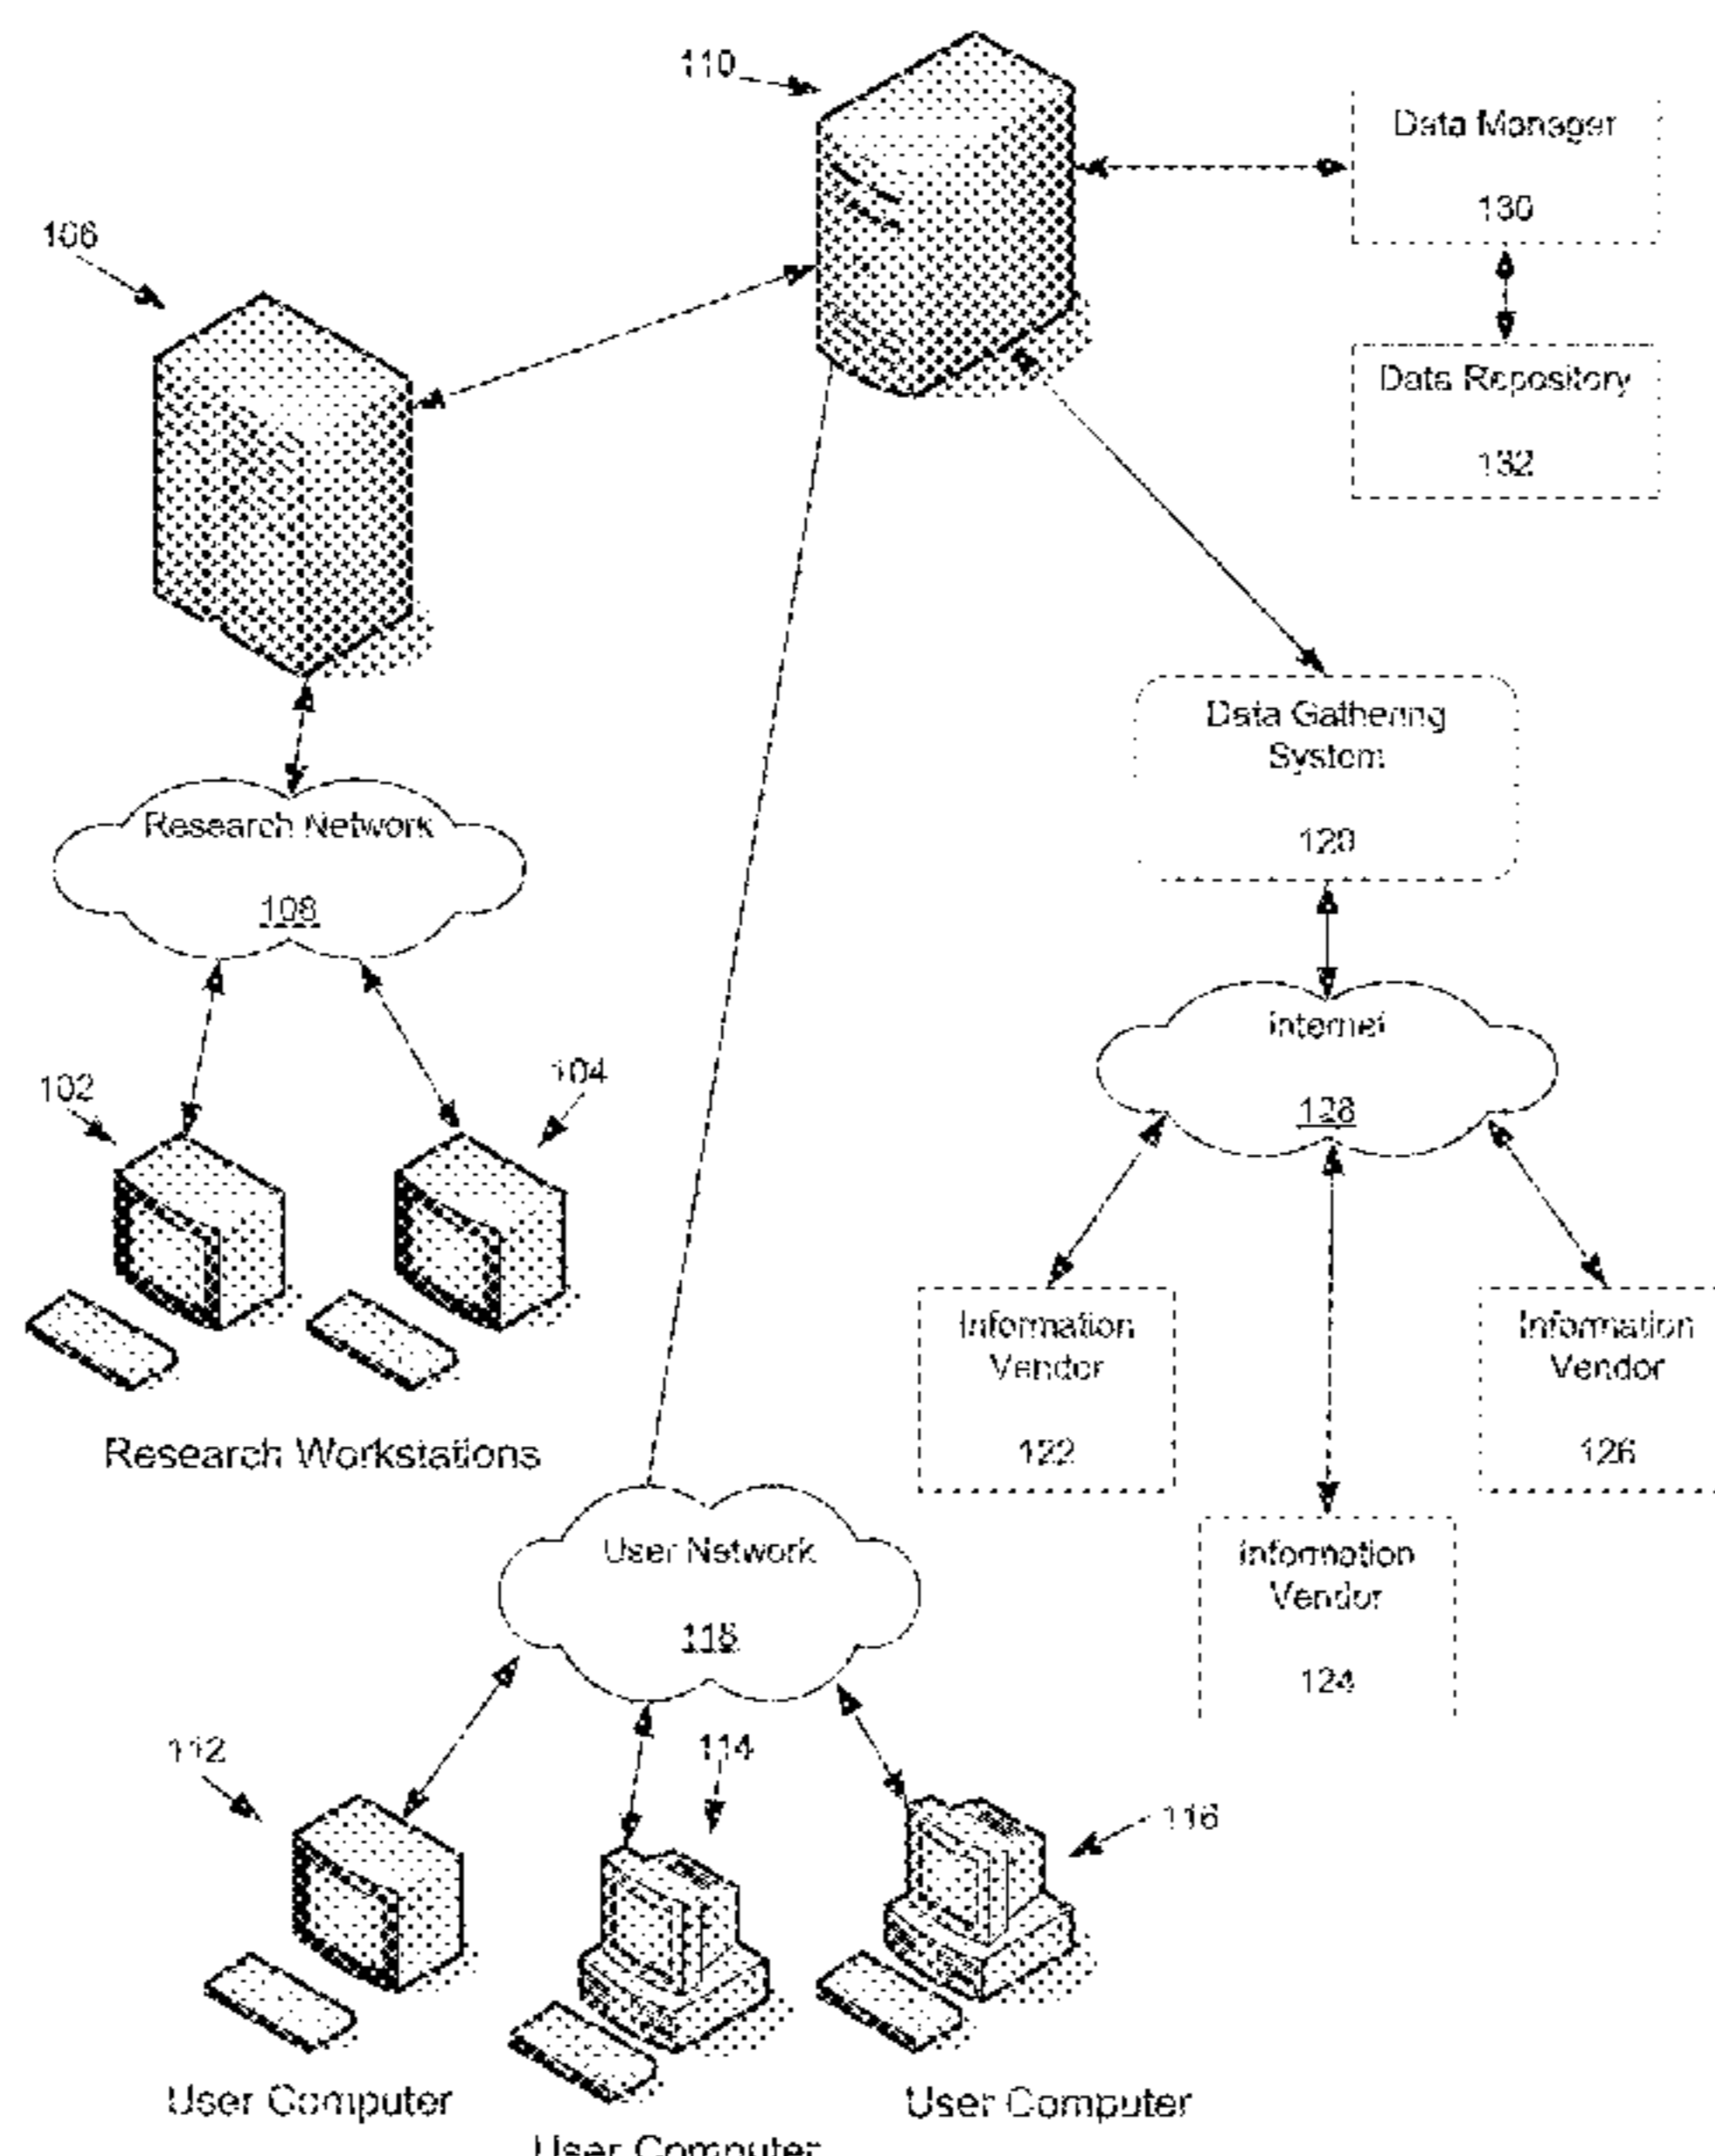 110
Data Manager
130
106
Data Repository
132
Data Gathering
System
120
Research Network
108
Internet
128
102
104
Information
Vendor
122
Information
Vendor
126
Research Workstations
Information
Vendor
124
User Network
118
112
114
116
User Computer
User Computer
User Computer